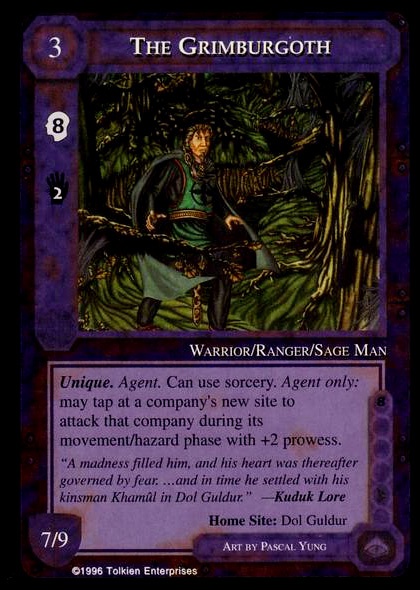 3
THE GRIMBURGOTH
8
2
WARRIOR/RANGER/SAGE MAN
Unique. Agent. Can use sorcery. Agent only:
may tap at a company's new site to
attack that company during its
movement/hazard phase with +2 prowess.
8
"A madness filled him, and his heart was thereafter
governed by fear. ...and in time he settled with his
kinsman Khamûl in Dol Guldur." —Kuduk Lore
Home Site: Dol Guldur
7/9
ART BY PASCAL YUNG
©1996 Tolkien Enterprises